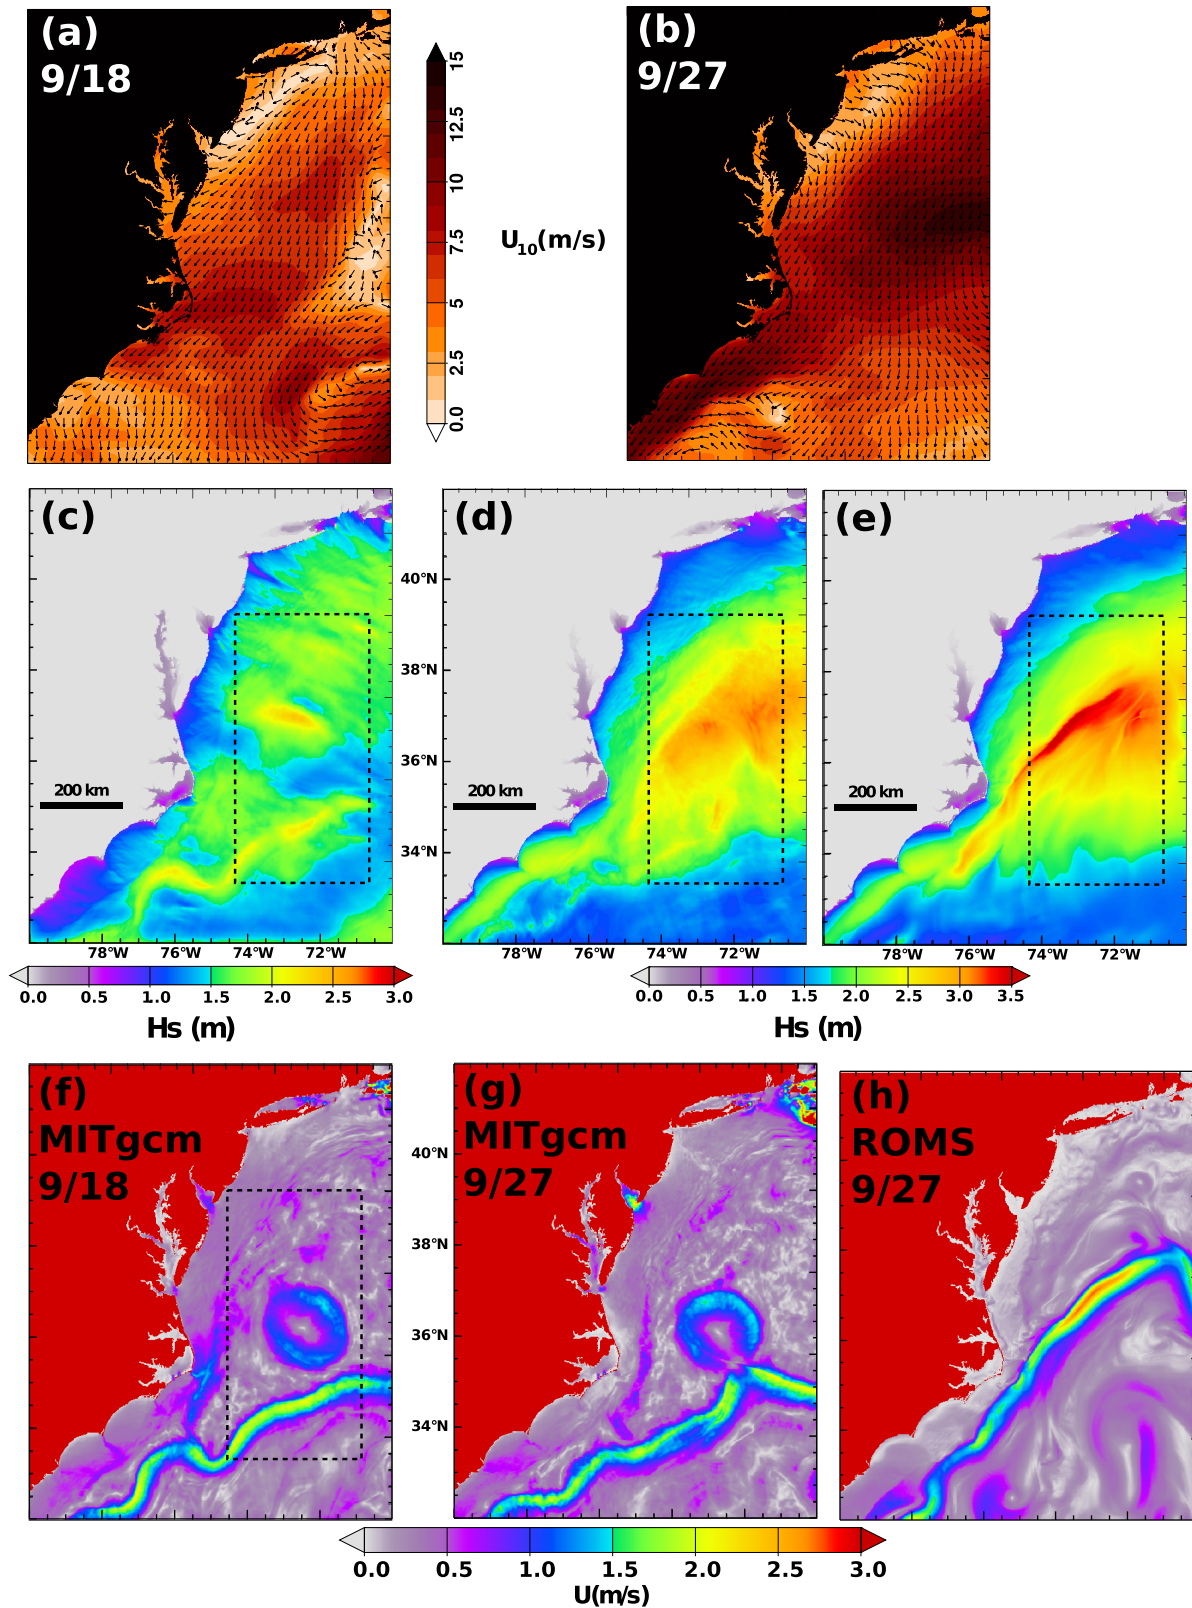 (a)
9/18
15
12.5
10
7.5
5
2.5
0.0
U10(m/s)
(b)
9/27
(c)
200 km
78°W 76°W 74°W 72°W
(d)
40°N
38°N
36°N
34°N
200 km
78°W 76°W 74°W 72°W
(e)
200 km
78°W 76°W 74°W 72°W
0.0 0.5 1.0 1.5 2.0 2.5 3.0
Hs (m)
0.0 0.5 1.0 1.5 2.0 2.5 3.0 3.5
Hs (m)
(f)
MITgcm
9/18
(g)
MITgcm
9/27
40°N
38°N
36°N
34°N
(h)
ROMS
9/27
0.0 0.5 1.0 1.5 2.0 2.5 3.0
U(m/s)